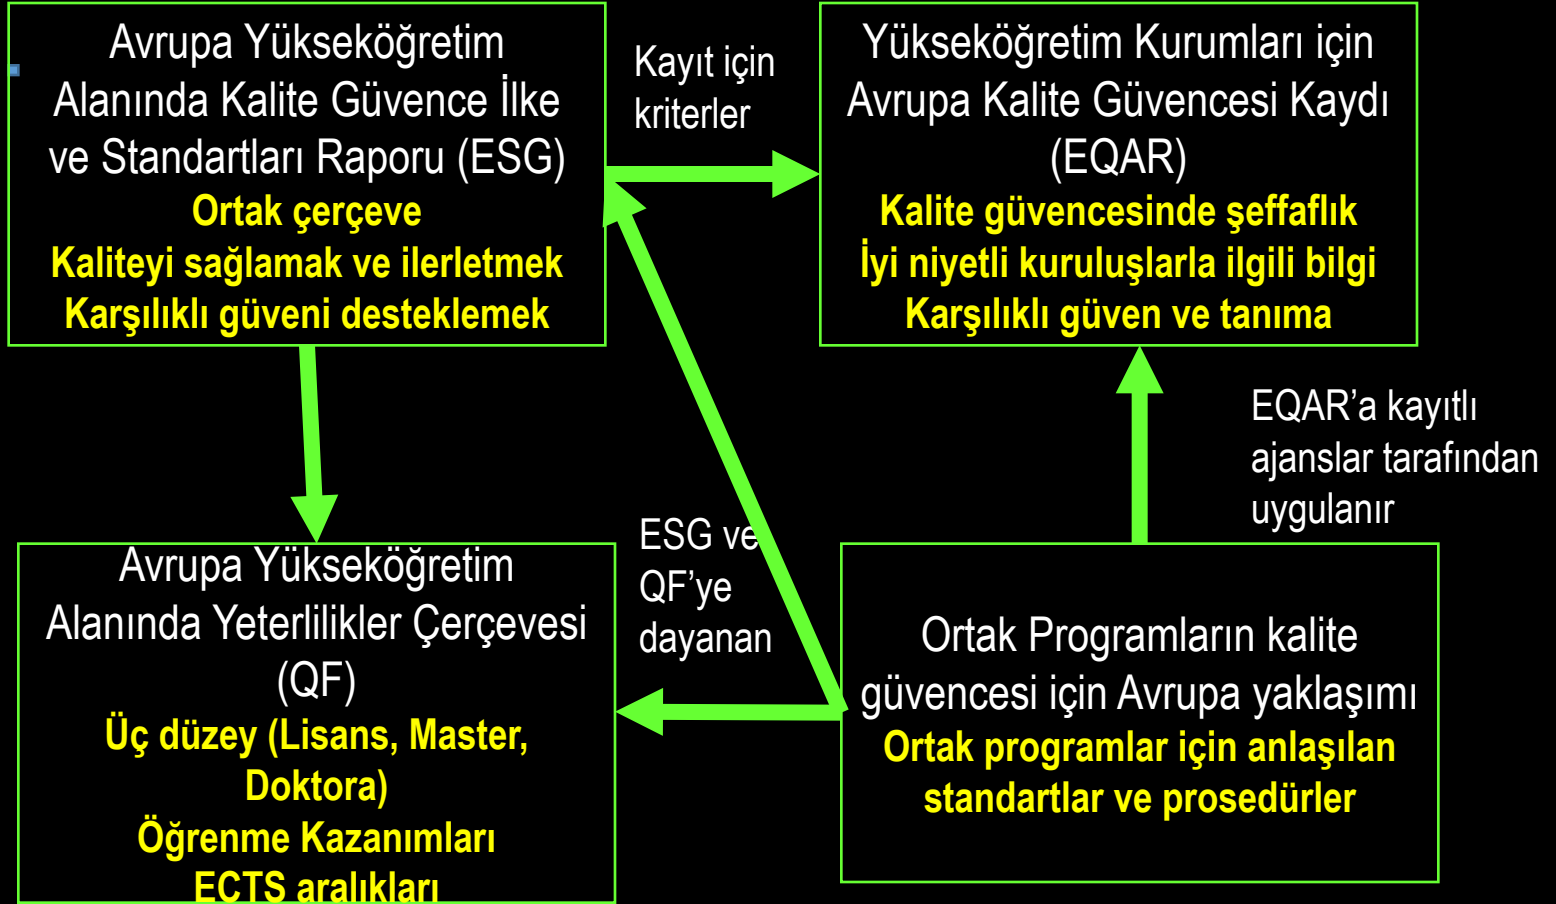 Avrupa Yükseköğretim
Alanında Kalite Güvence İlke
ve Standartları Raporu (ESG)
Ortak çerçeve
Kaliteyi sağlamak ve ilerletmek
Karşılıklı güveni desteklemek
Kayıt için
kriterler
Yükseköğretim Kurumları için
Avrupa Kalite Güvencesi Kaydı
(EQAR)
Kalite güvencesinde şeffaflık
İyi niyetli kuruluşlarla ilgili bilgi
Karşılıklı güven ve tanıma
EQAR’a kayıtlı
ajanslar tarafından
uygulanır
Avrupa Yükseköğretim
Alanında Yeterlilikler Çerçevesi
(QF)
Üç düzey (Lisans, Master,
Doktora)
Öğrenme Kazanımları
ECTS aralıkları
ESG ve
QF’ye
dayanan
Ortak Programların kalite
güvencesi için Avrupa yaklaşımı
Ortak programlar için anlaşılan
standartlar ve prosedürler